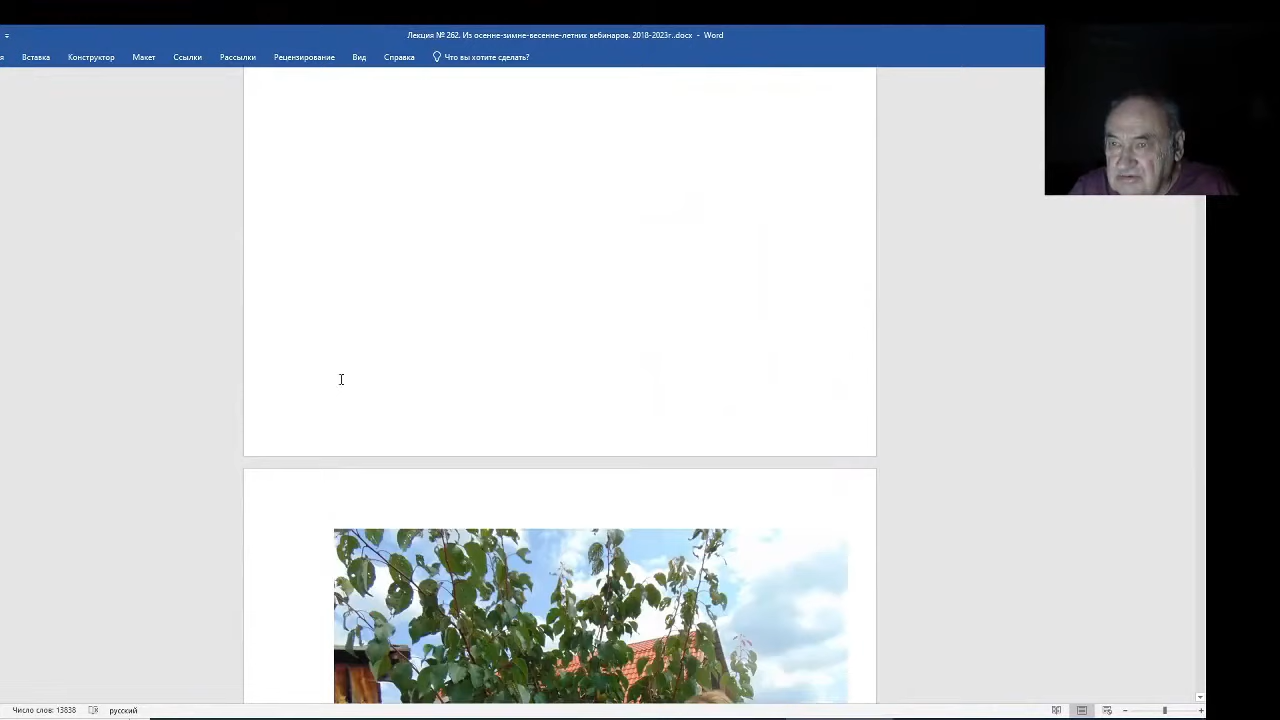 Лекция № 262. Из осенне-зимне-весенне-летних вебинаров. 2018-2023г..docx - Word
я Вставка Конструктор Макет Ссылки Рассылки Рецензирование Вид Справка Что вы хотите сделать?
Число слов: 13838 русский